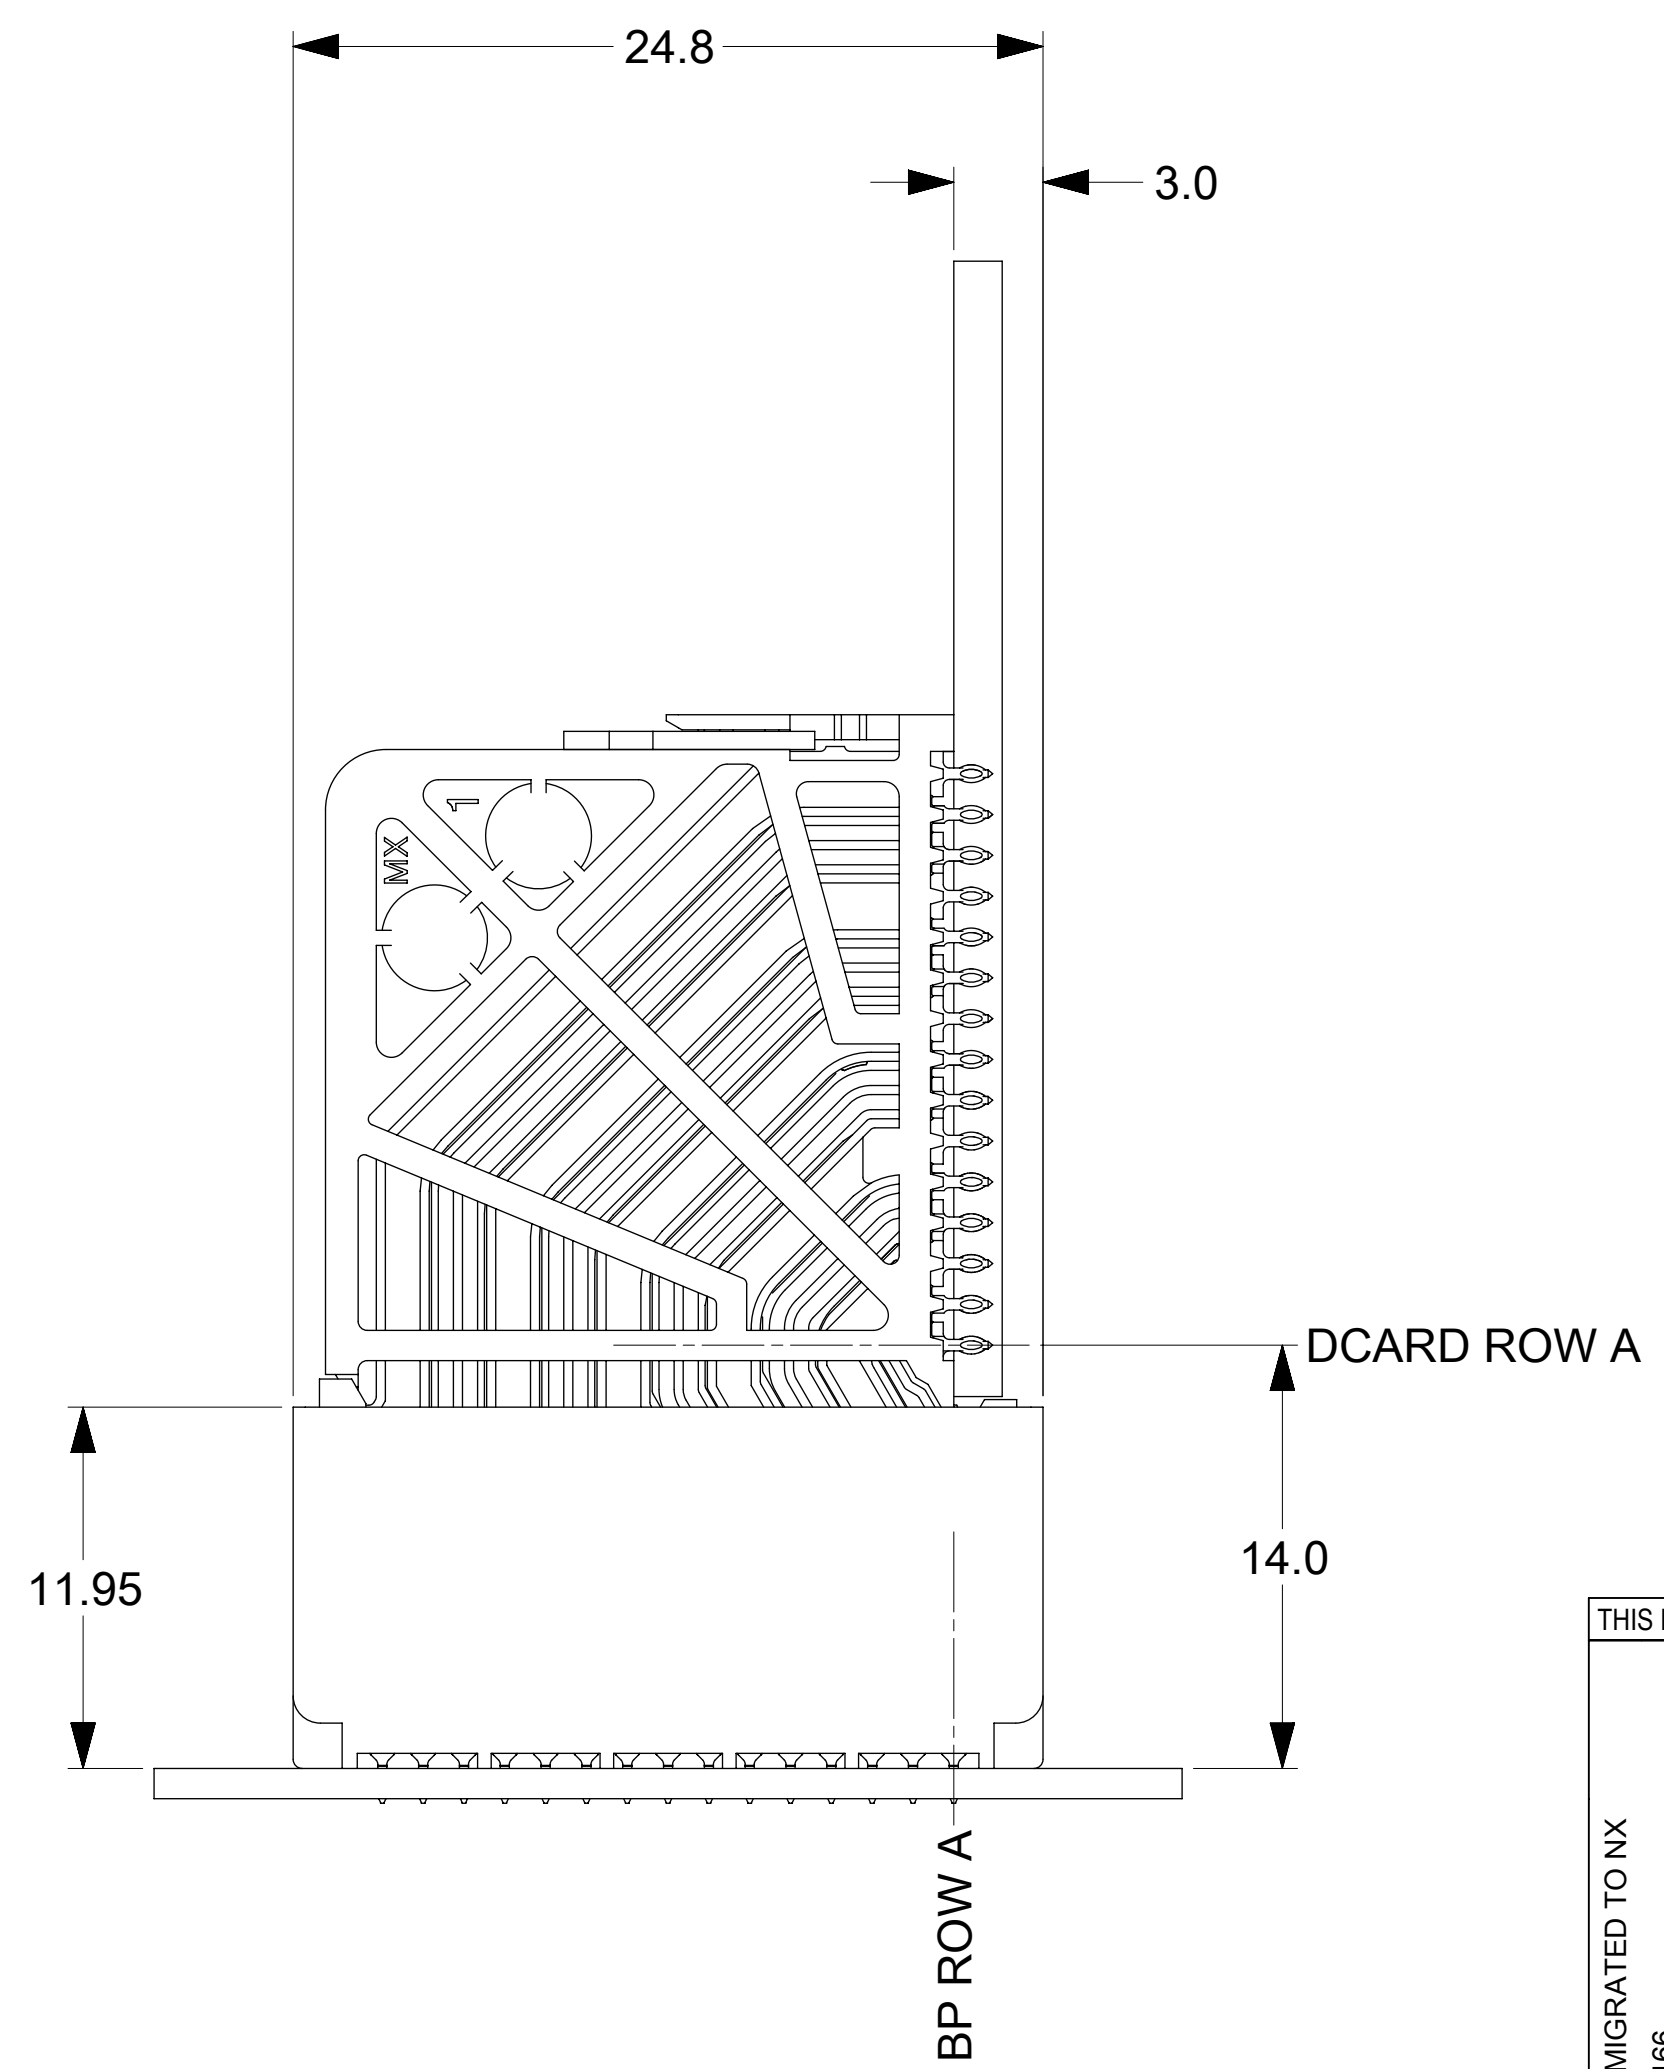 24.8
3.0
1
MX
DCARD ROW A
14.0
11.95
THIS
BP ROW A
MIGRATED TO NX